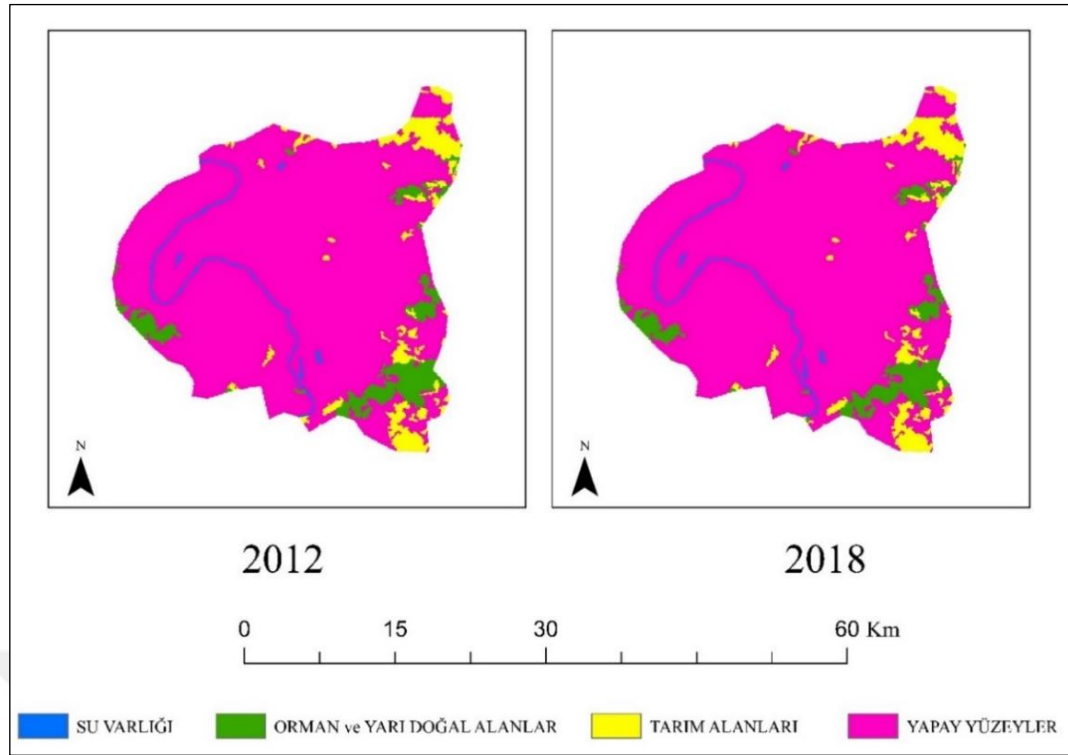 N
N
2012
2018
0 15 30 60 Km
SU VARLIĞI ORMAN ve YARI DOĞAL ALANLAR TARIM ALANLARI YAPAY YÜZEYLER